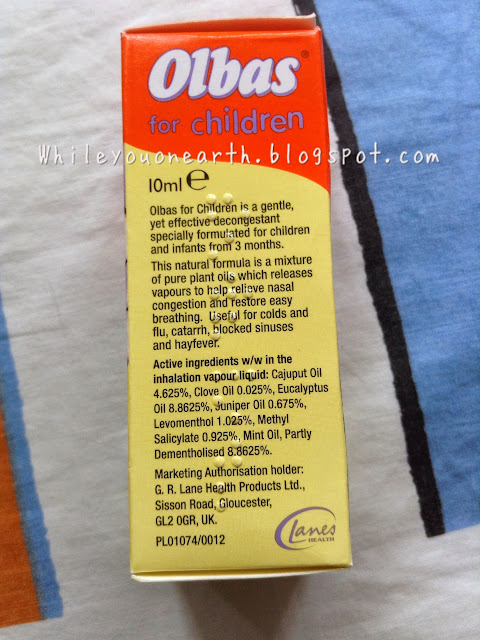 Olbas®
for children
Whileyouonearth.blogspot.com
10ml e
Olbas for Children is a gentle,
yet effective decongestant
specially formulated for children
and infants from 3 months.
This natural formula is a mixture
of pure plant oils which releases
vapours to help relieve nasal
congestion and restore easy
breathing. Useful for colds and
flu, catarrh, blocked sinuses
and hayfever.
Active ingredients w/w in the
inhalation vapour liquid: Cajuput Oil
4.625%, Clove Oil 0.025%, Eucalyptus
Oil 8.8625%, Juniper Oil 0.675%,
Levomenthol 1.025%, Methyl
Salicylate 0.925%, Mint Oil, Partly
Dementholised 8.8625%.
Marketing Authorisation holder:
G. R. Lane Health Products Ltd.,
Sisson Road, Gloucester,
GL2 0GR, UK.
PL01074/0012
Lanes
HEALTH